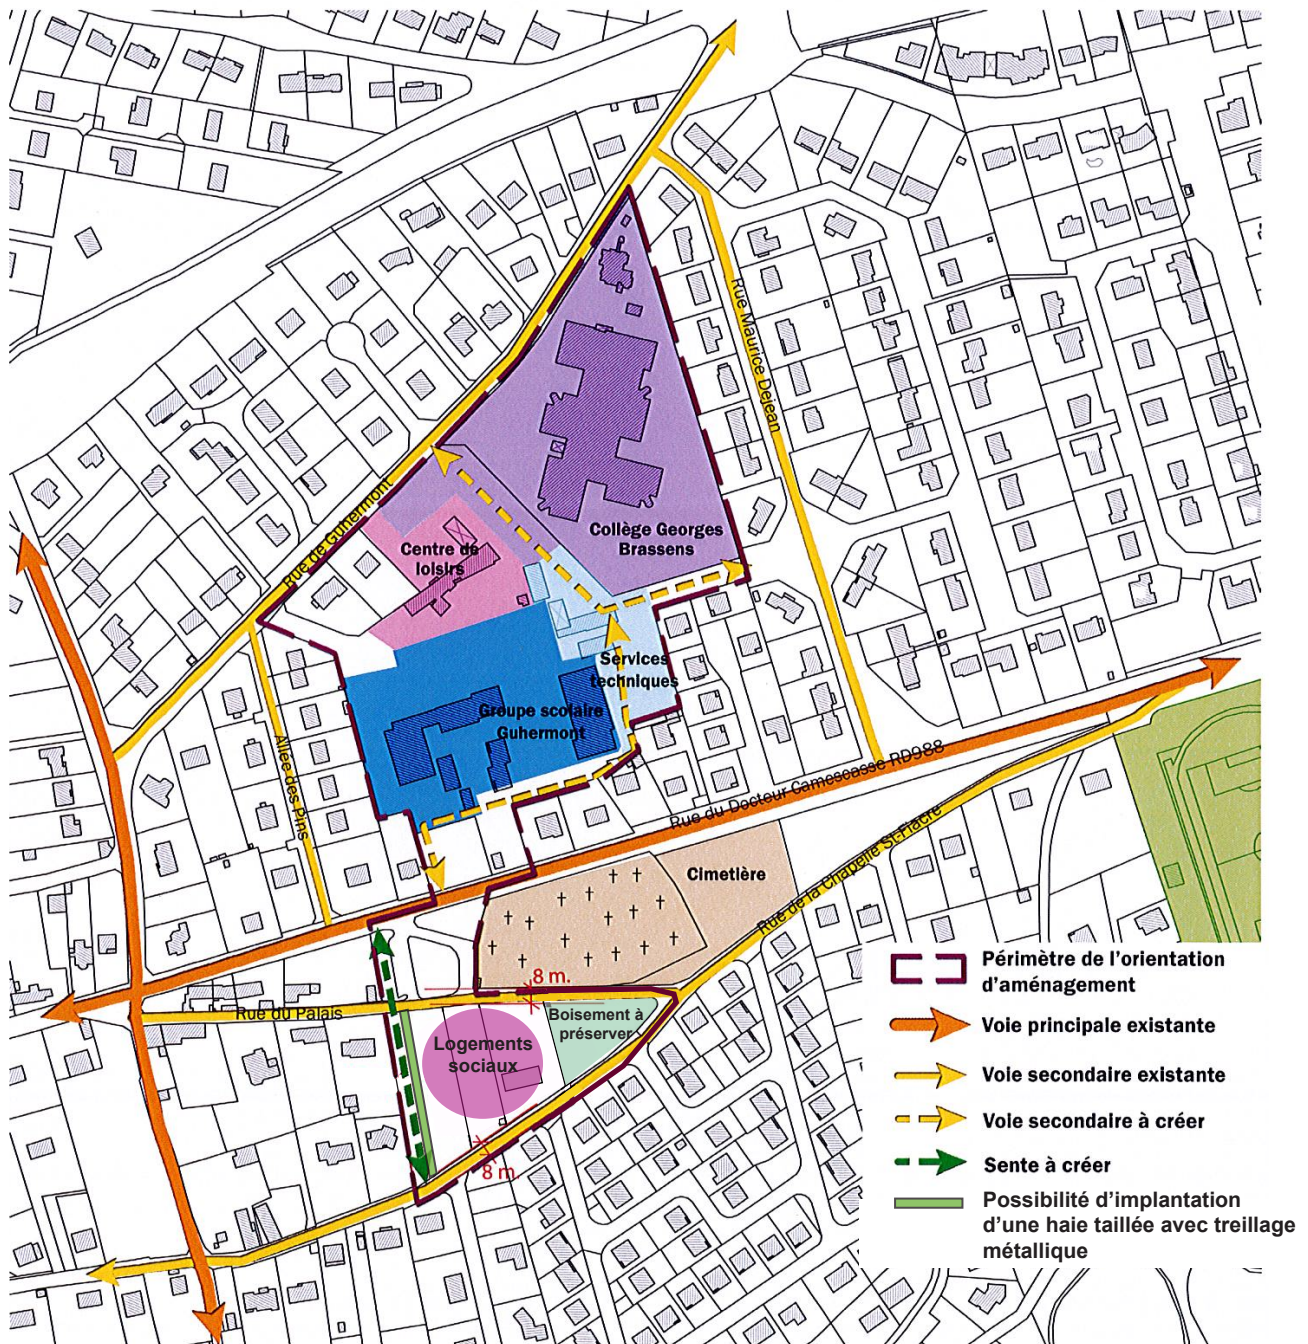 Rue Maurice Dejean
Rue de Guhermont
Collège Georges
Brassens
Centre de
loisirs
Services
techniques
Groupe scolaire
Guhermont
Allée des Pins
Rue du Docteur Camescasse RD988
Cimetière
Rue de la Chapelle St-Fiacre
8 m.
Rue du Palais
Boisement à
préserver
Logements
sociaux
8 m.
Périmètre de l'orientation
d'aménagement
Voie principale existante
Voie secondaire existante
Voie secondaire à créer
Sente à créer
Possibilité d'implantation
d'une haie taillée avec treillage
métallique